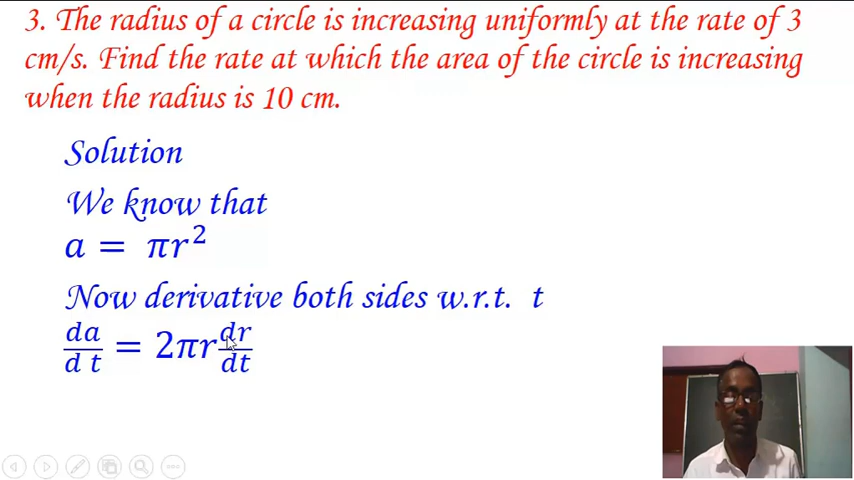 3. The radius of a circle is increasing uniformly at the rate of 3
cm/s. Find the rate at which the area of the circle is increasing
when the radius is 10 cm.
Solution
We know that
a = πr²
Now derivative both sides w.r.t. t
da/d t = 2πr dr/dt